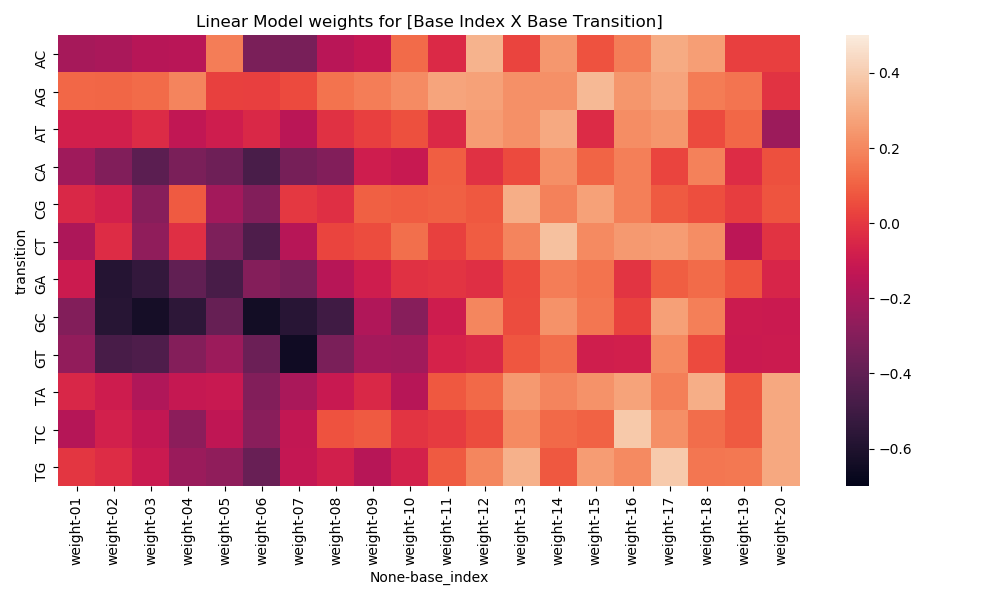 Linear Model weights for [Base Index X Base Transition]
transition
AC
AG
AT
CA
CG
CT
GA
GC
GT
TA
TC
TG
weight-01
weight-02
weight-03
weight-04
weight-05
weight-06
weight-07
weight-08
weight-09
weight-10
weight-11
weight-12
weight-13
weight-14
weight-15
weight-16
weight-17
weight-18
weight-19
weight-20
None-base_index
0.4
0.2
0.0
−0.2
−0.4
−0.6